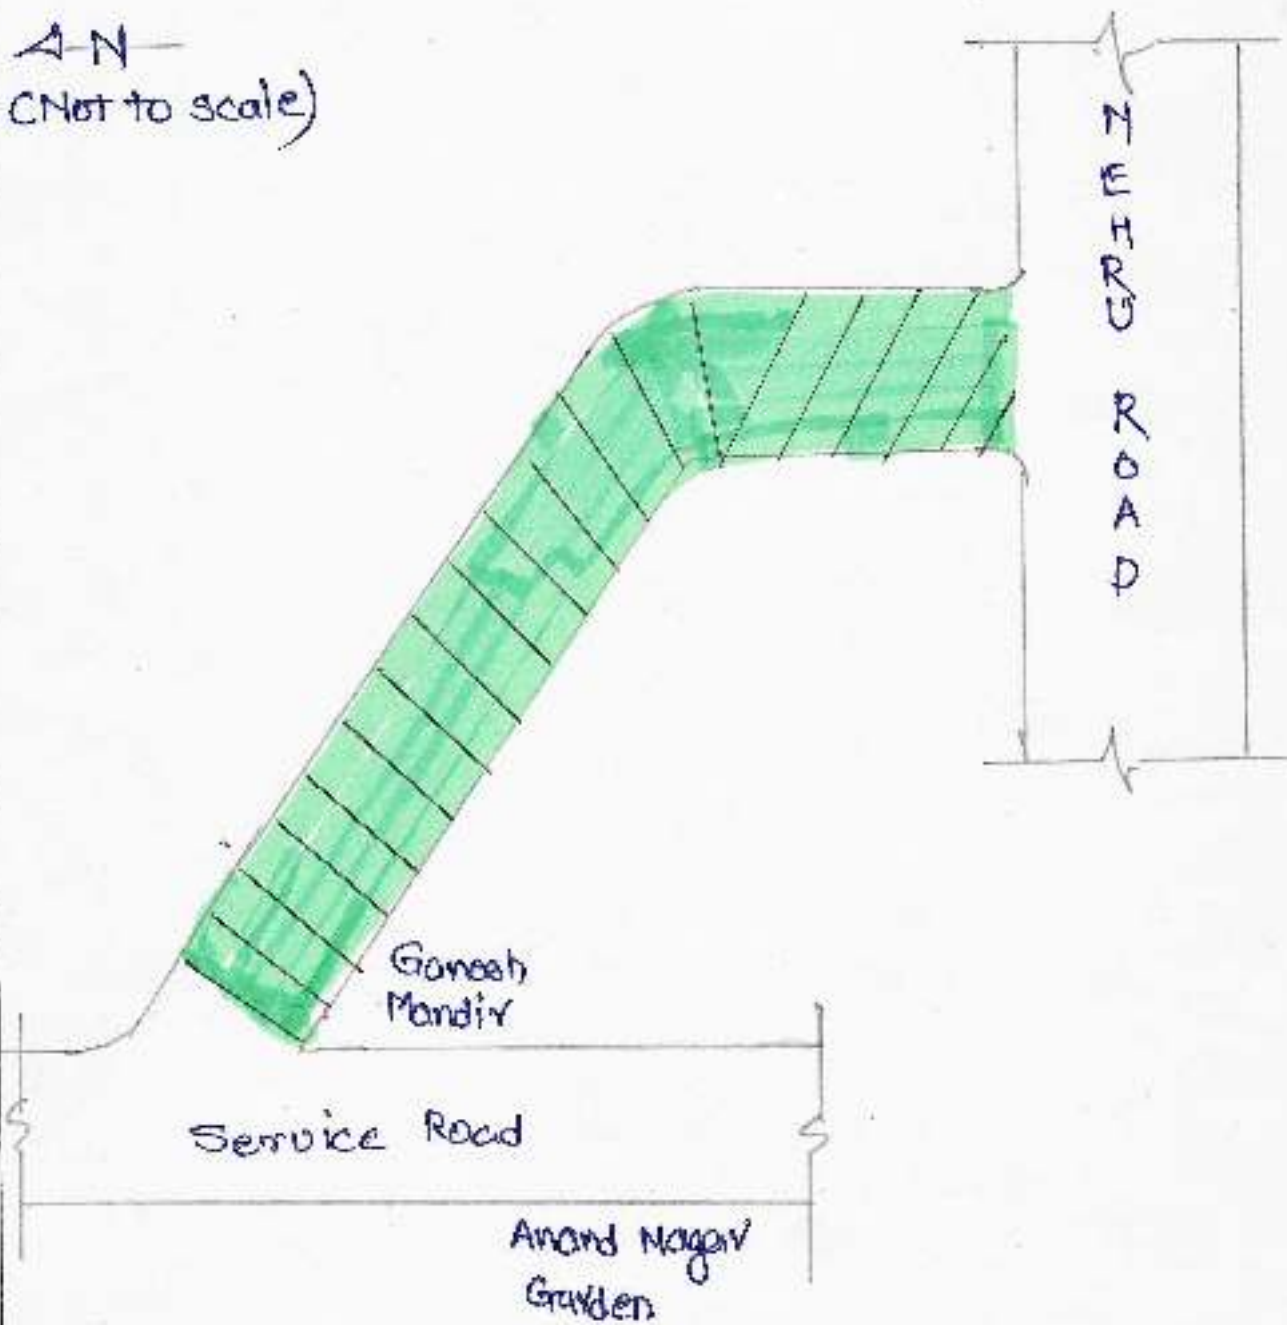 N
(Not to scale)
NEHRU ROAD
Ganesh
Mandir
Service Road
Anand Nagar
Garden